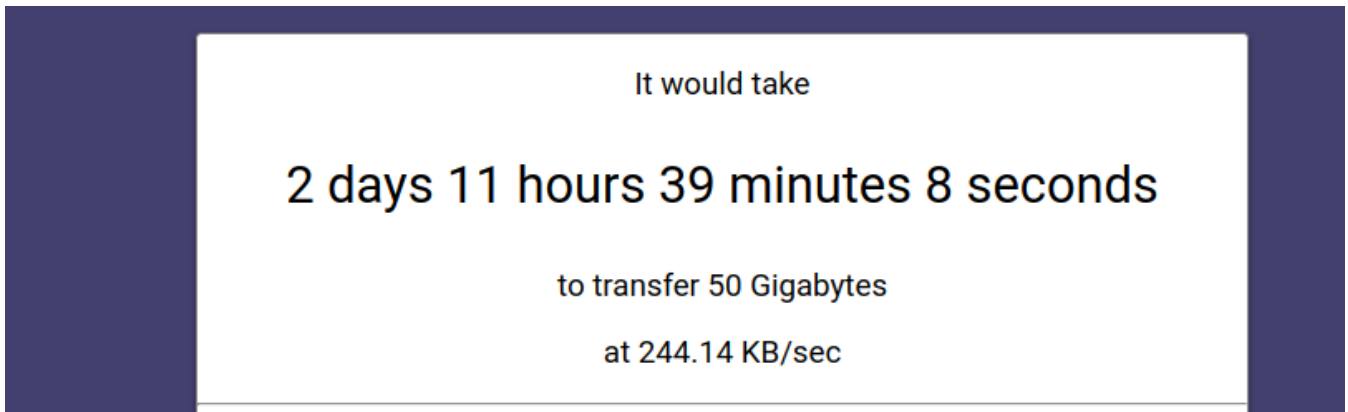 It would take
2 days 11 hours 39 minutes 8 seconds
to transfer 50 Gigabytes
at 244.14 KB/sec